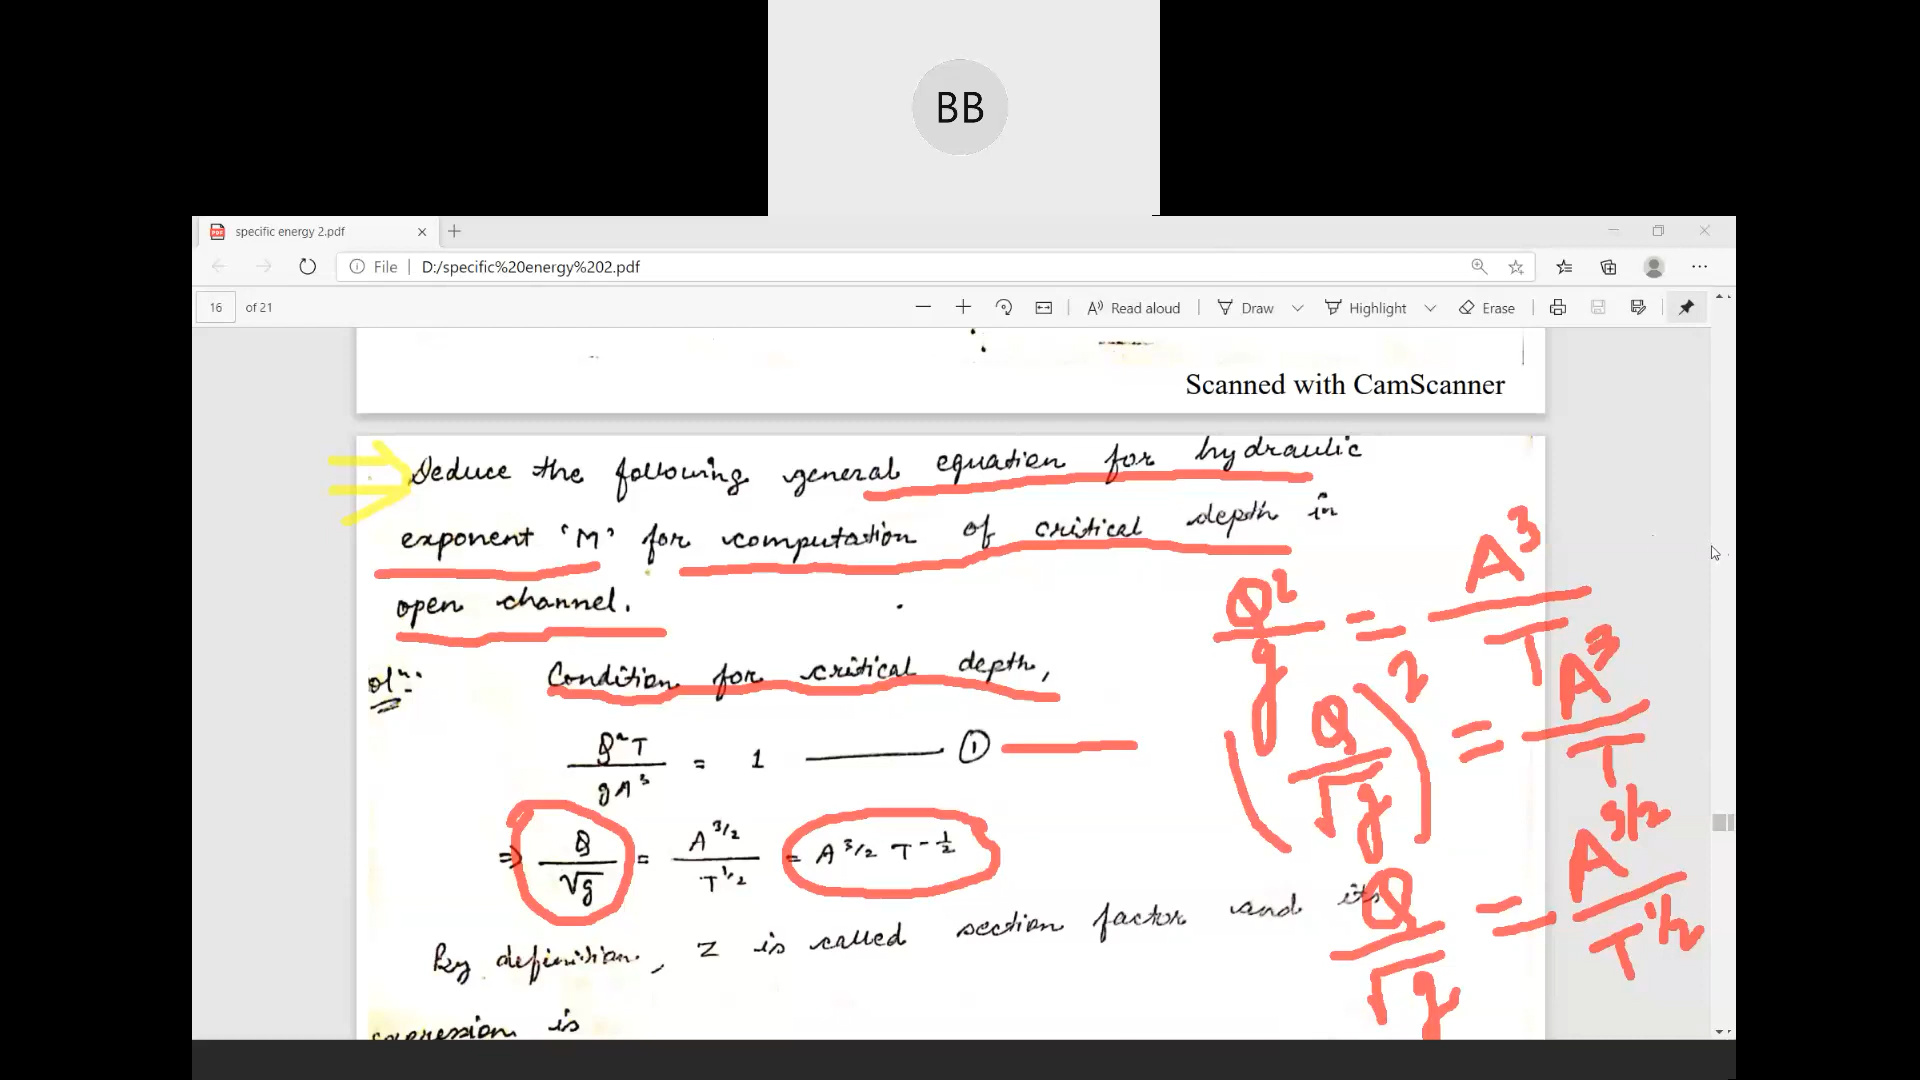 BB
specific energy 2.pdf
File D:/specific%20energy%202.pdf
16 of 21 Read aloud Draw Highlight Erase
Scanned with CamScanner
Deduce the following general equation for hydraulic
exponent 'M' for computation of critical depth in
open channel.
olⁿ:-
Condition for critical depth,
Q²T / gA³ = 1 ——— ①
⇒ Q/√g = A^3/2 / T^1/2 = A^3/2 T^-1/2
By definition, Z is called section factor and its
expression is
Q²/g = A³/T
(Q/√g)² = A³/T
Q/√g = A^3/2 / T^1/2